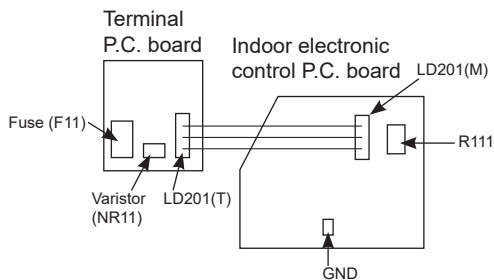 Terminal
P.C. board
Indoor electronic
control P.C. board
LD201(M)
Fuse (F11)
R111
Varistor
(NR11)
LD201(T)
GND